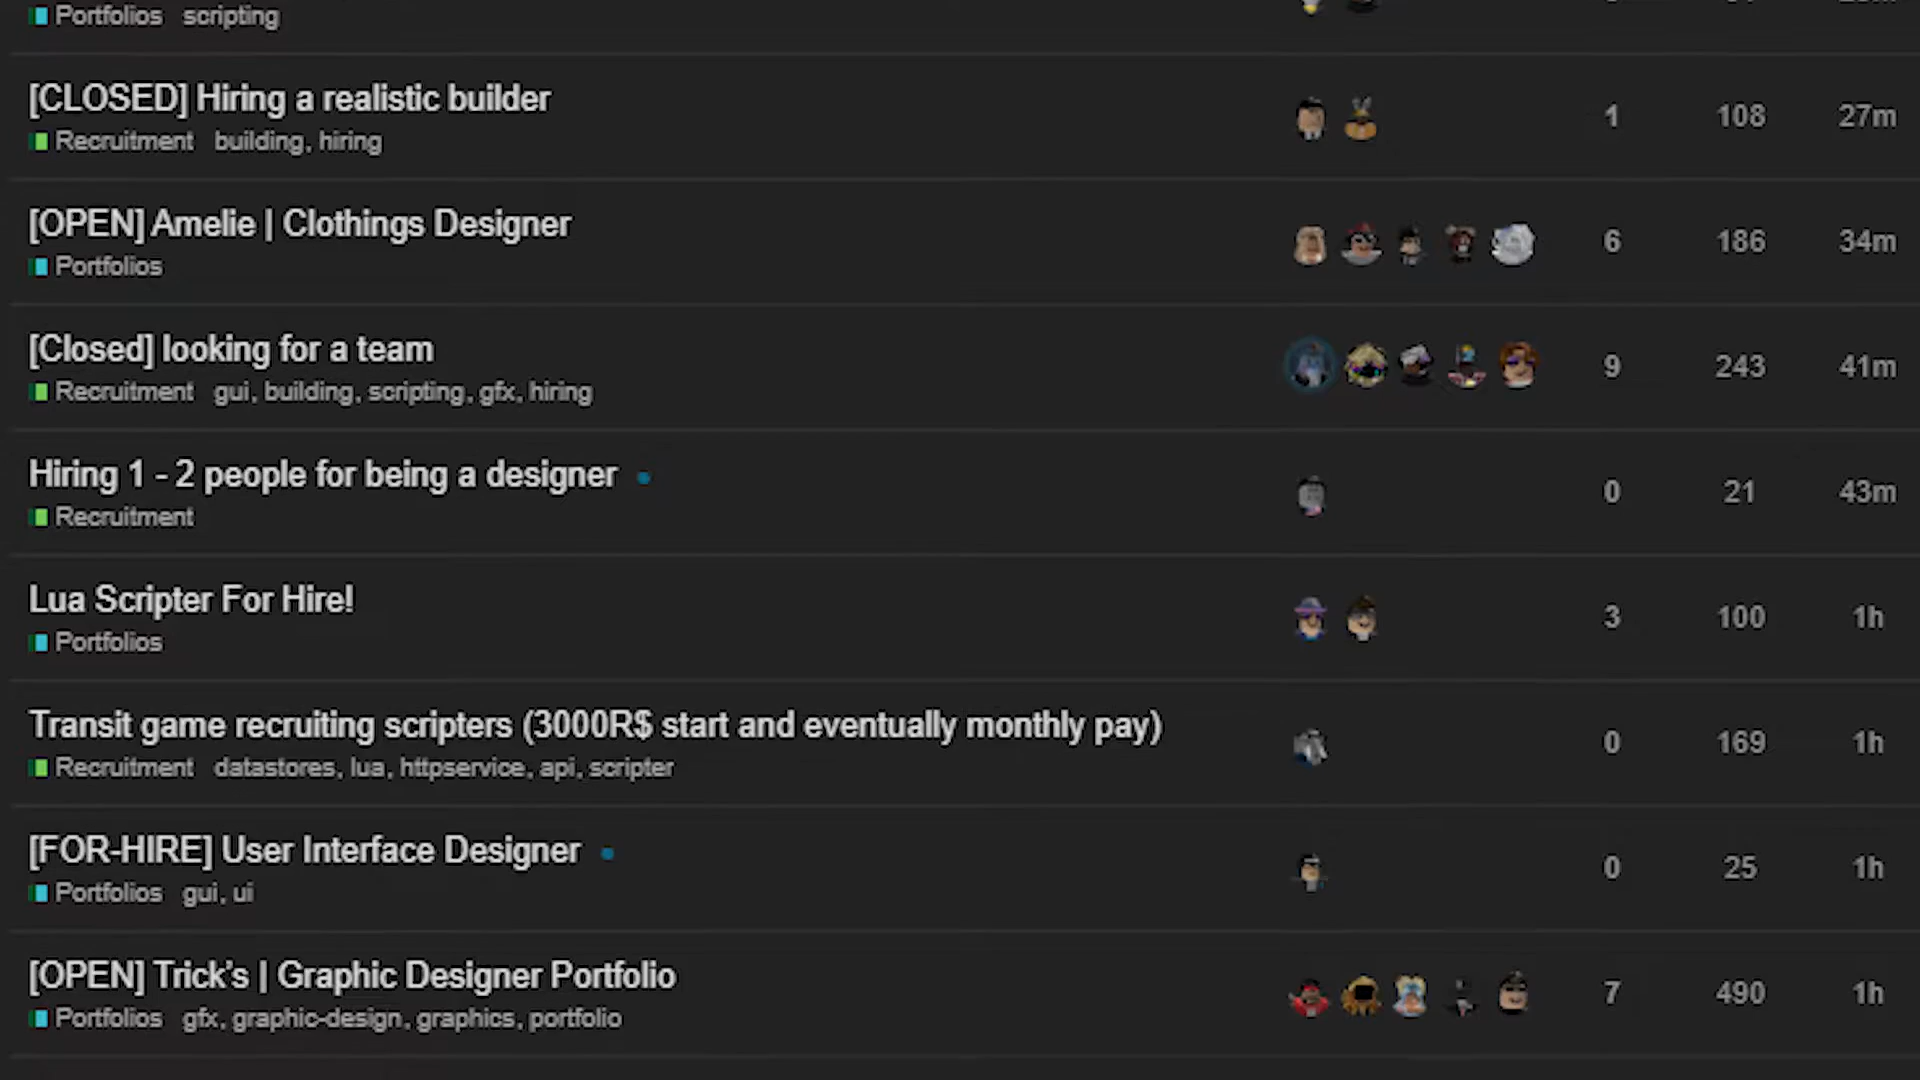 Portfolios scripting
[CLOSED] Hiring a realistic builder
Recruitment building, hiring
1 108 27m
[OPEN] Amelie | Clothings Designer
Portfolios
6 186 34m
[Closed] looking for a team
Recruitment gui, building, scripting, gfx, hiring
9 243 41m
Hiring 1 - 2 people for being a designer
Recruitment
0 21 43m
Lua Scripter For Hire!
Portfolios
3 100 1h
Transit game recruiting scripters (3000R$ start and eventually monthly pay)
Recruitment datastores, lua, httpservice, api, scripter
0 169 1h
[FOR-HIRE] User Interface Designer
Portfolios gui, ui
0 25 1h
[OPEN] Trick’s | Graphic Designer Portfolio
Portfolios gfx, graphic-design, graphics, portfolio
7 490 1h